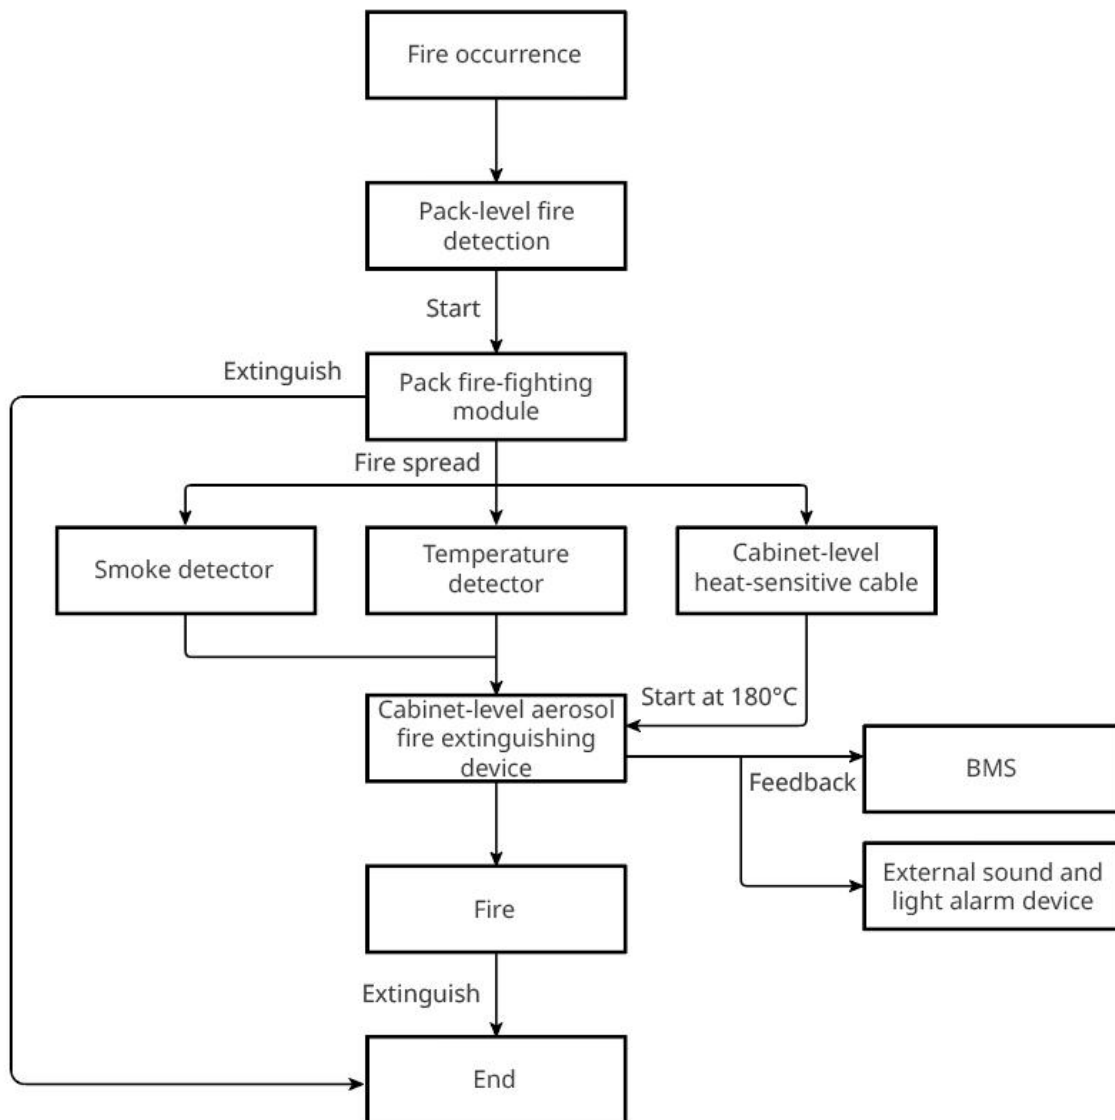 Fire occurrence
Pack-level fire
detection
Start
Extinguish
Pack fire-fighting
module
Fire spread
Smoke detector
Temperature
detector
Cabinet-level
heat-sensitive cable
Start at 180°C
Cabinet-level aerosol
fire extinguishing
device
Feedback
BMS
External sound and
light alarm device
Fire
Extinguish
End